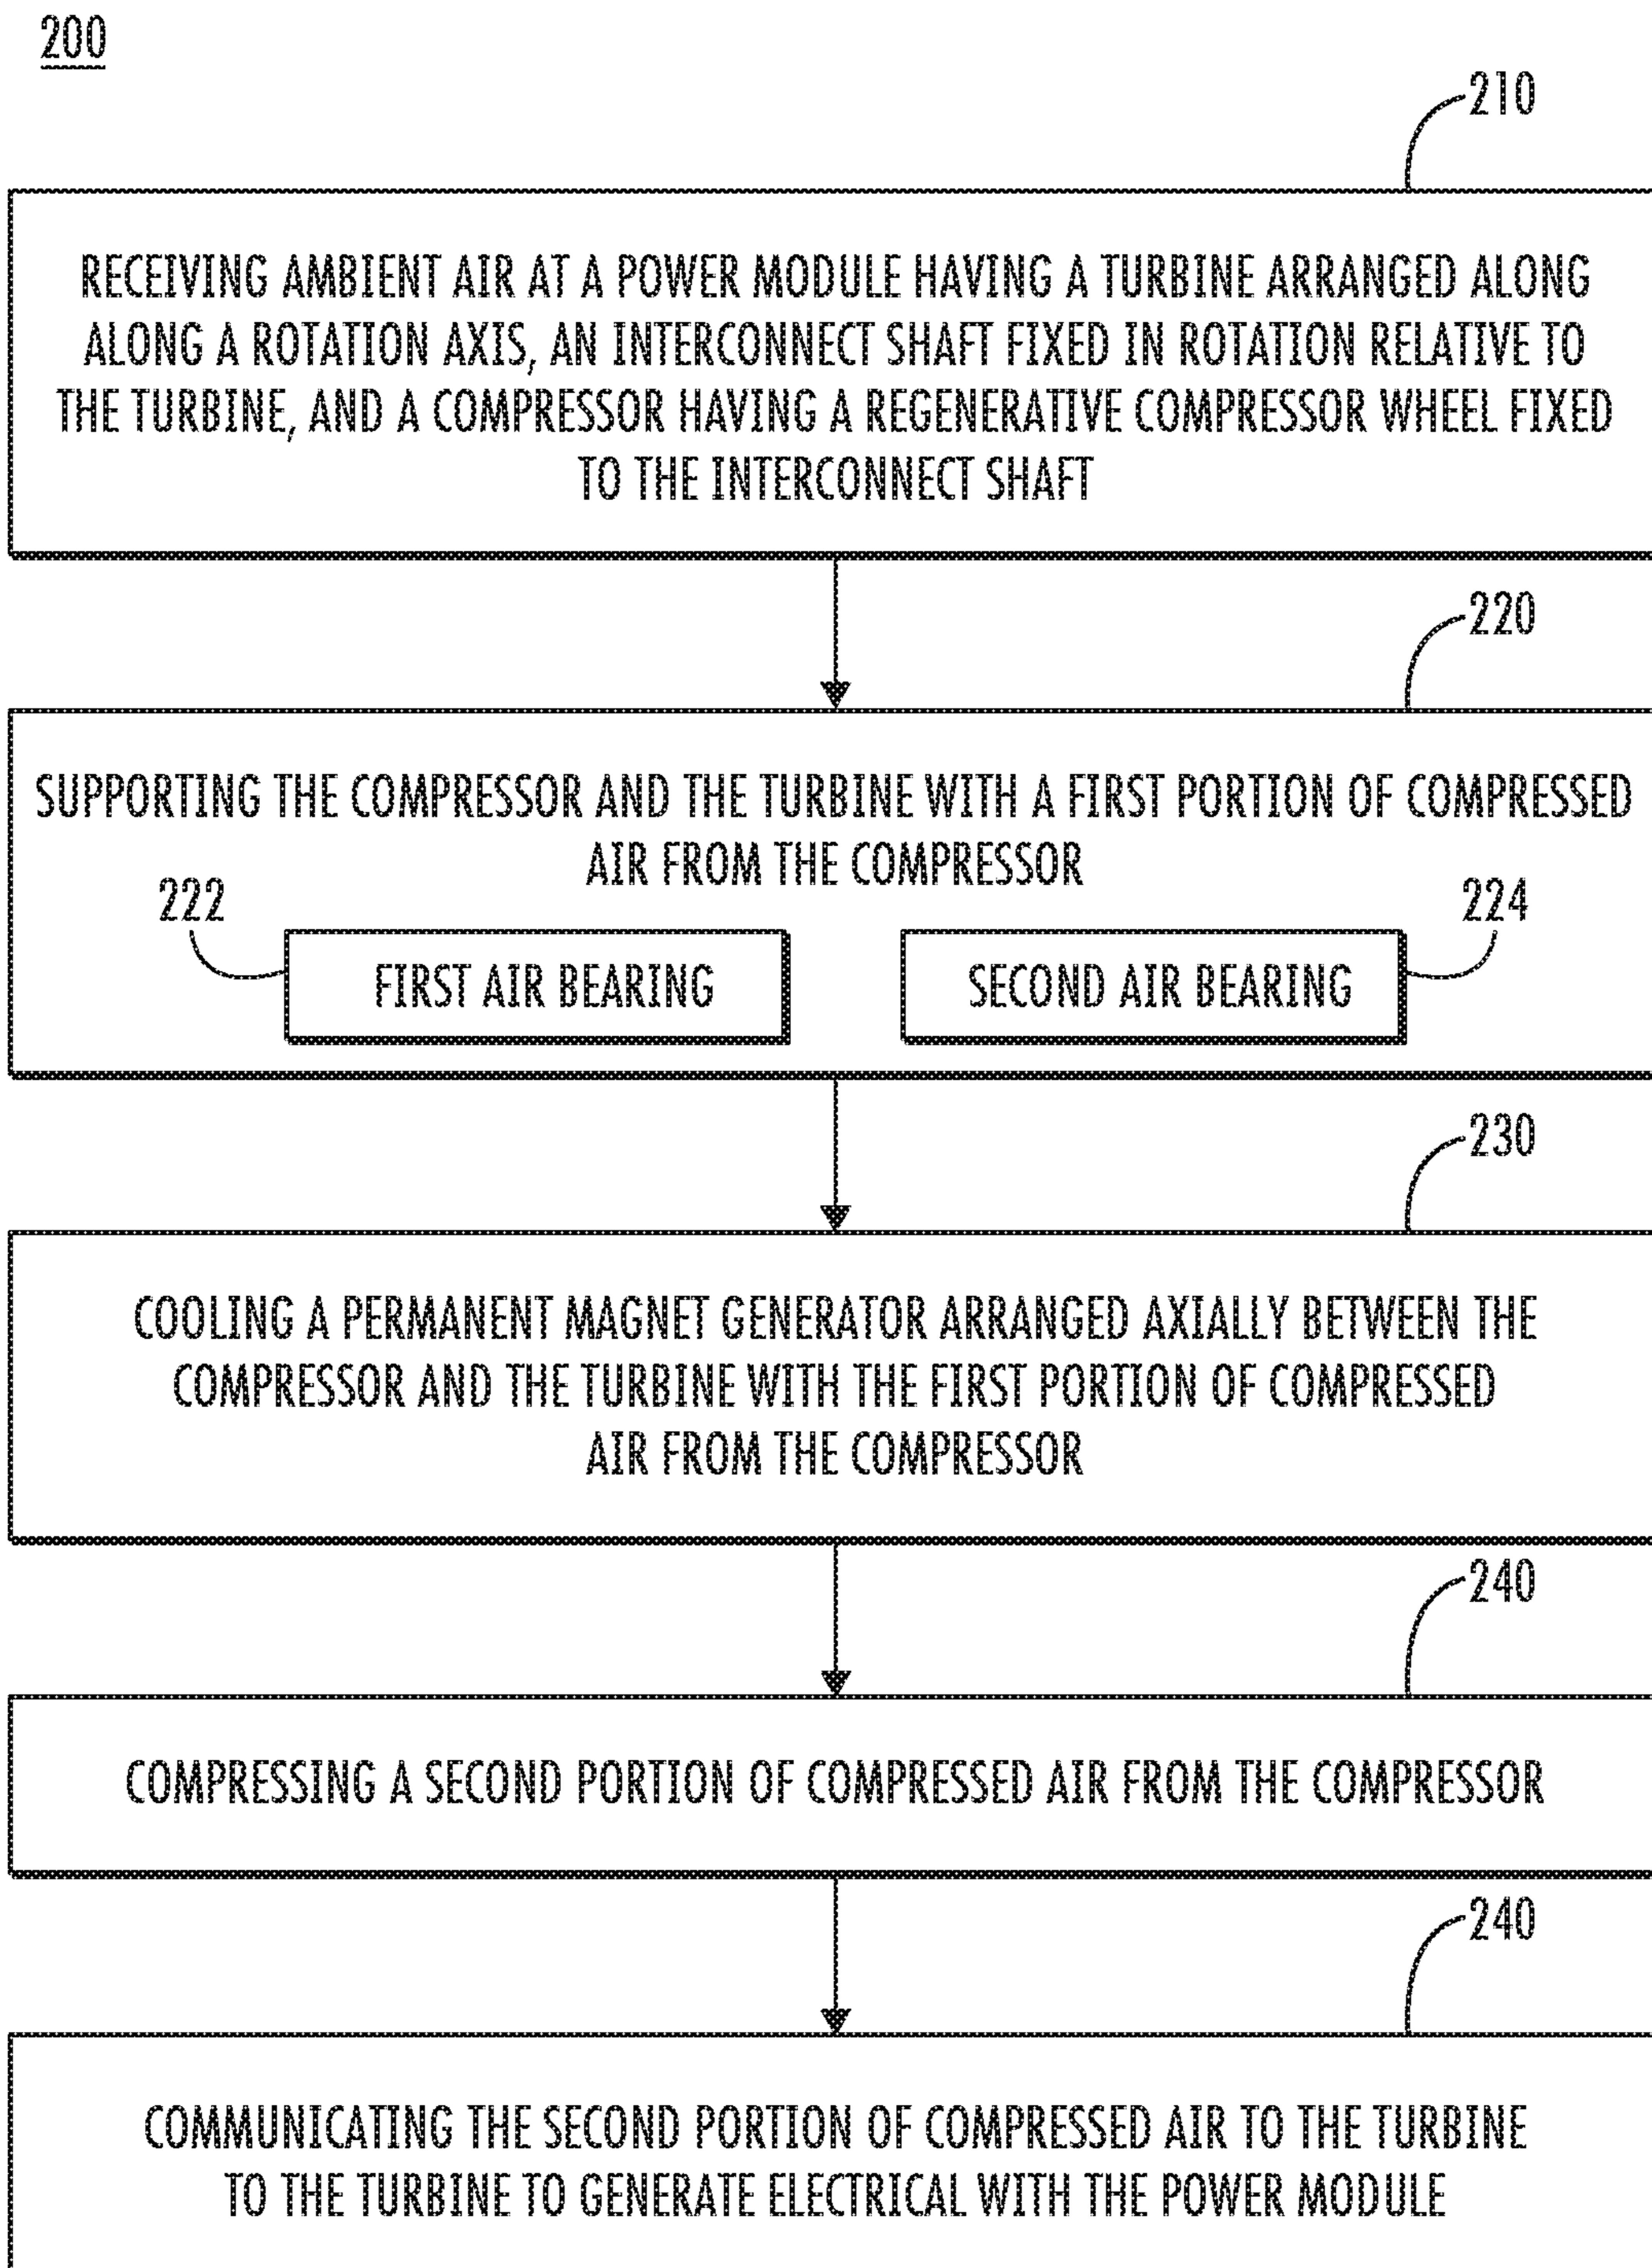 200
210
RECEIVING AMBIENT AIR AT A POWER MODULE HAVING A TURBINE ARRANGED ALONG
ALONG A ROTATION AXIS, AN INTERCONNECT SHAFT FIXED IN ROTATION RELATIVE TO
THE TURBINE, AND A COMPRESSOR HAVING A REGENERATIVE COMPRESSOR WHEEL FIXED
TO THE INTERCONNECT SHAFT
220
SUPPORTING THE COMPRESSOR AND THE TURBINE WITH A FIRST PORTION OF COMPRESSED
AIR FROM THE COMPRESSOR
222
224
FIRST AIR BEARING
SECOND AIR BEARING
230
COOLING A PERMANENT MAGNET GENERATOR ARRANGED AXIALLY BETWEEN THE
COMPRESSOR AND THE TURBINE WITH THE FIRST PORTION OF COMPRESSED
AIR FROM THE COMPRESSOR
240
COMPRESSING A SECOND PORTION OF COMPRESSED AIR FROM THE COMPRESSOR
240
COMMUNICATING THE SECOND PORTION OF COMPRESSED AIR TO THE TURBINE
TO THE TURBINE TO GENERATE ELECTRICAL WITH THE POWER MODULE